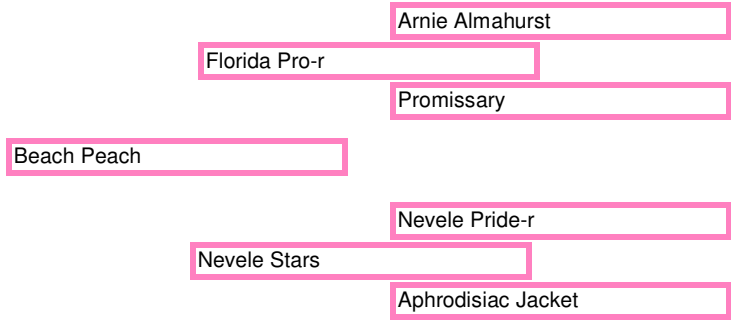 Arnie Almahurst
Florida Pro-r
Promissary
Beach Peach
Nevele Pride-r
Nevele Stars
Aphrodisiac Jacket